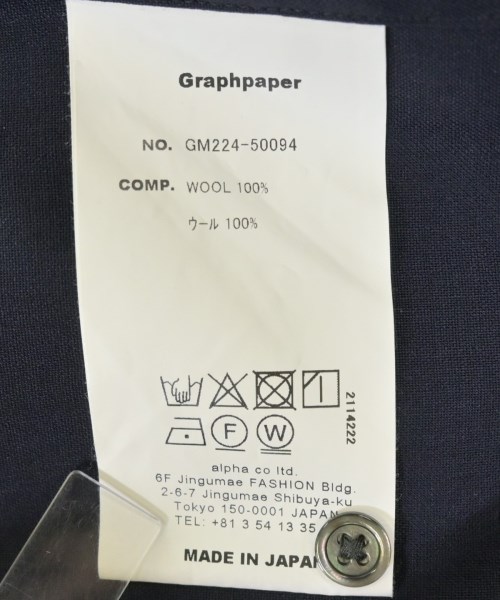 Graphpaper
NO. GM224-50094
COMP. WOOL 100%
ウール 100%
2114222
F W
alpha co ltd.
6F Jingumae FASHION Bldg.
2-6-7 Jingumae Shibuya-ku
Tokyo 150-0001 JAPAN
TEL: +81 3 54 13 35
MADE IN JAPAN